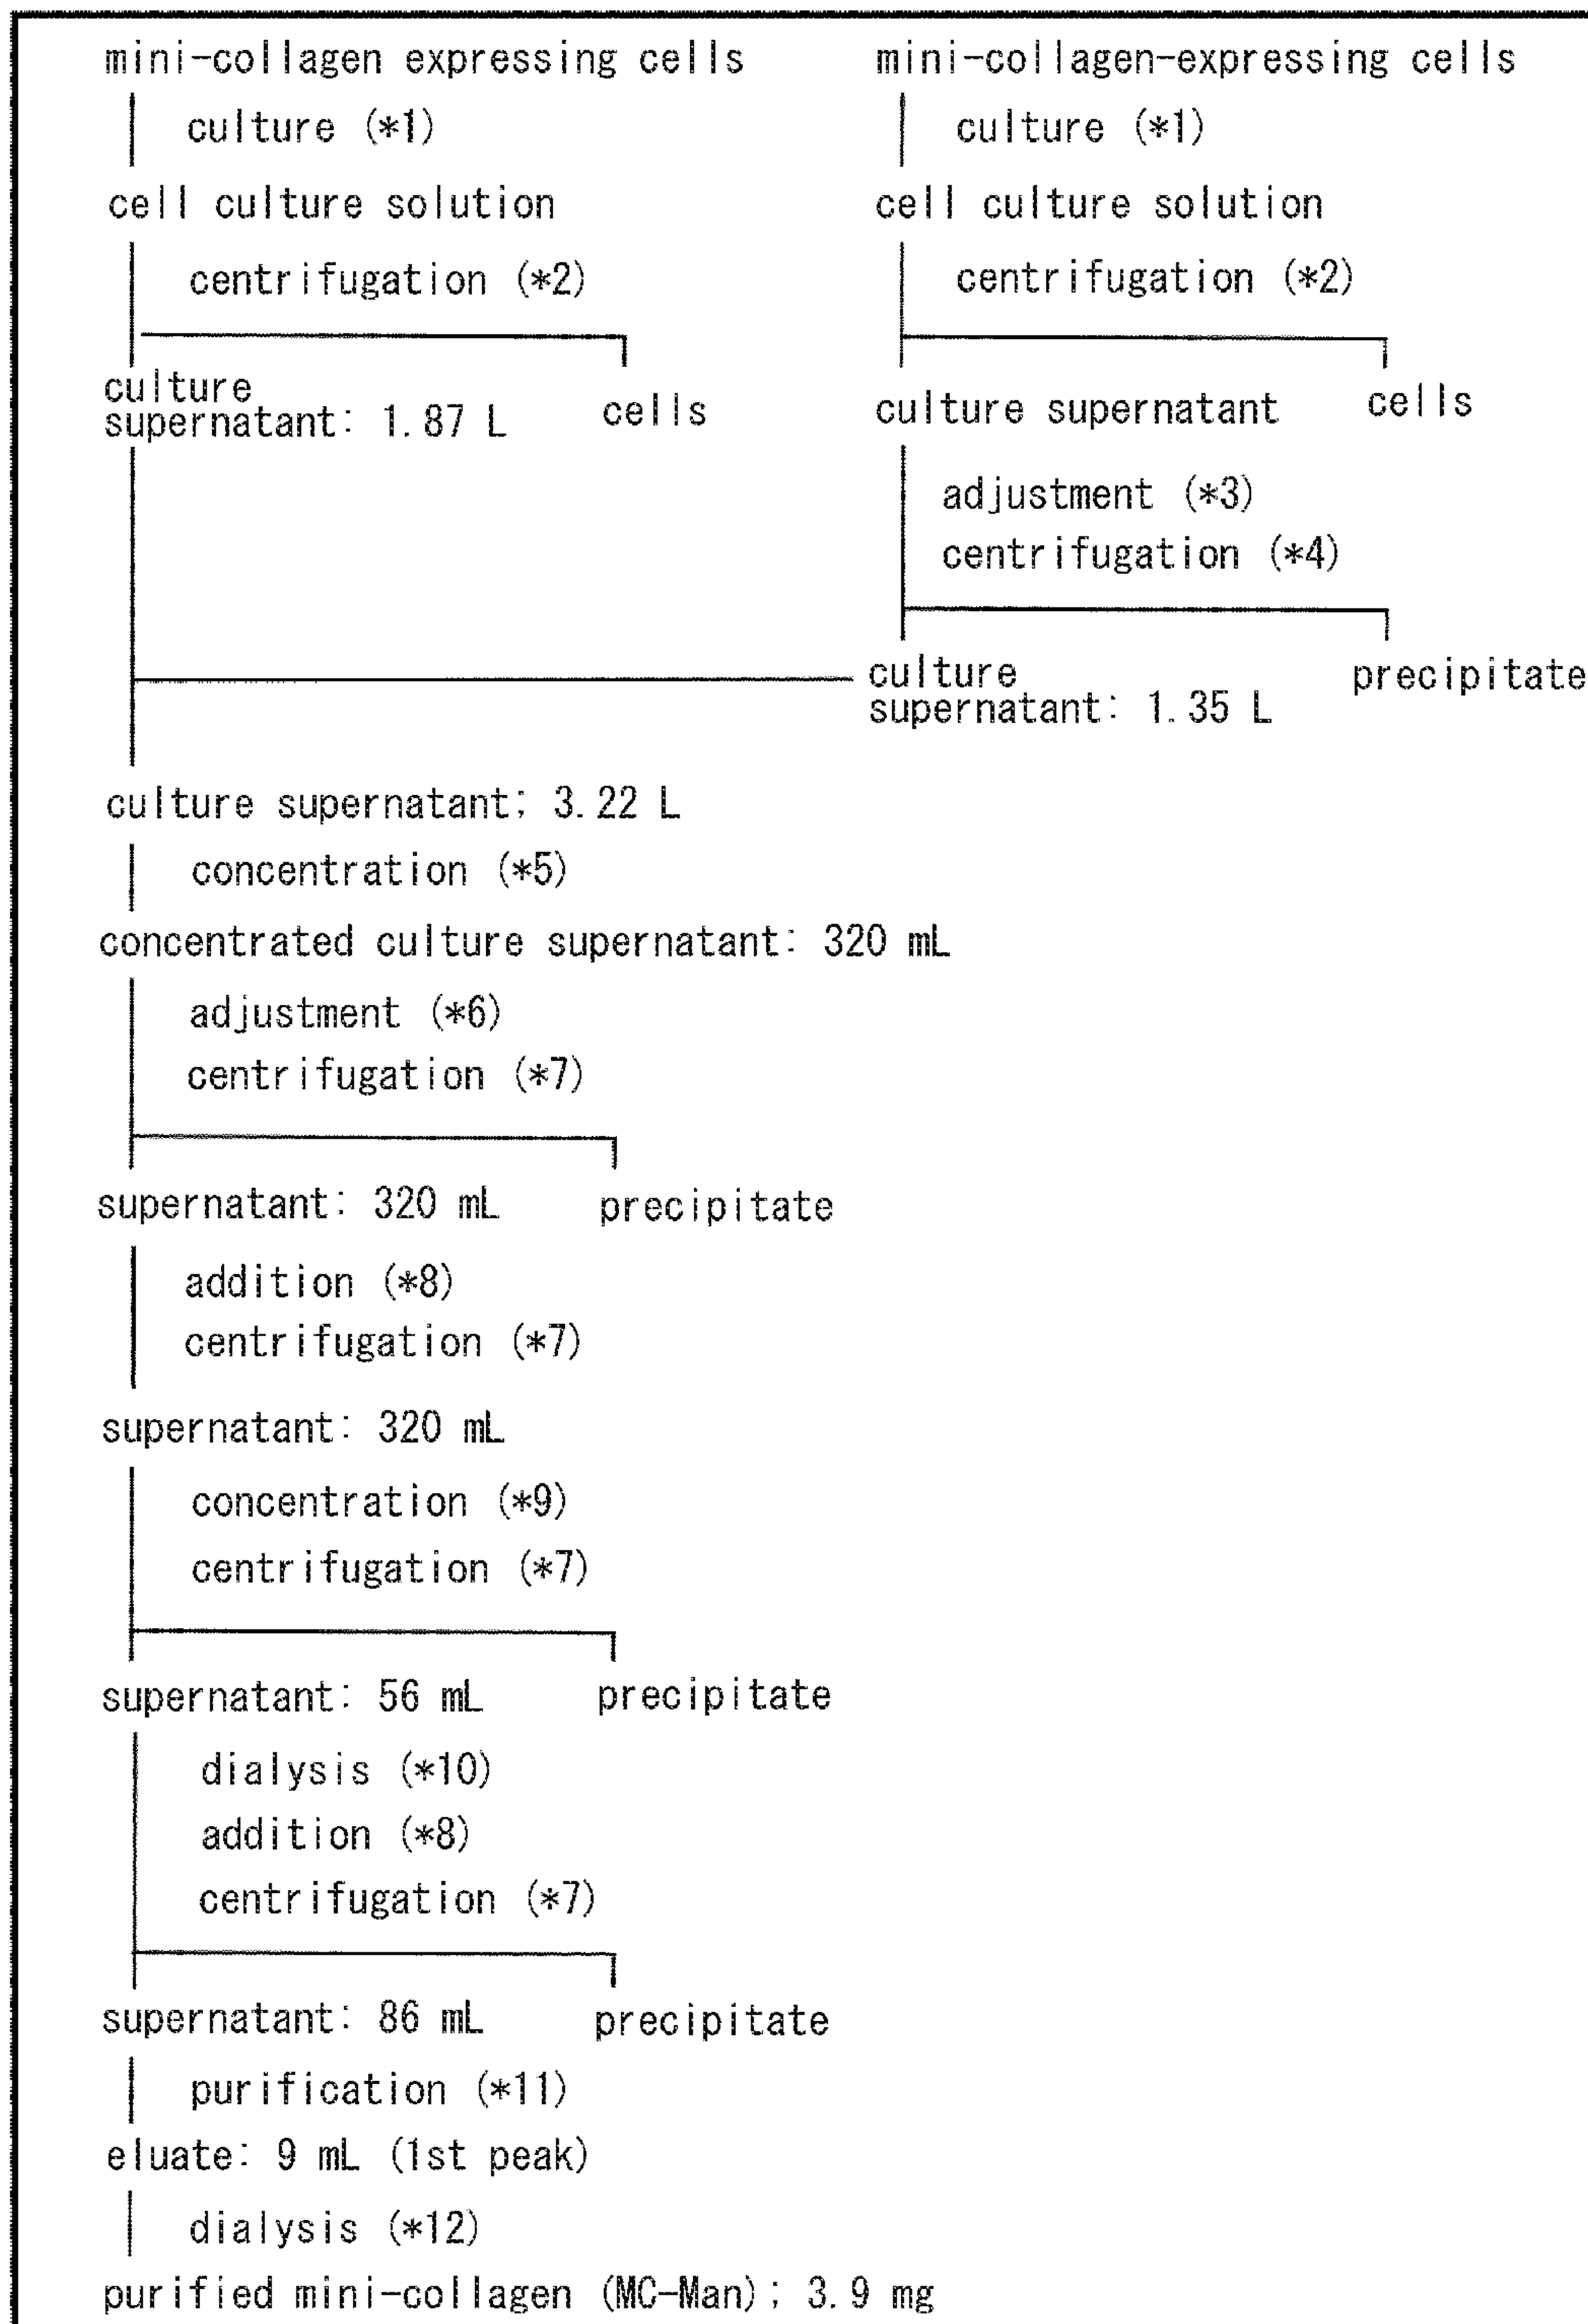 mini-collagen expressing cells
mini-collagen-expressing cells
culture (*1)
culture (*1)
cell culture solution
cell culture solution
centrifugation (*2)
centrifugation (*2)
culture
supernatant: 1.87 L
cells
culture supernatant
cells
adjustment (*3)
centrifugation (*4)
culture
supernatant: 1.35 L
precipitate
culture supernatant; 3.22 L
concentration (*5)
concentrated culture supernatant: 320 mL
adjustment (*6)
centrifugation (*7)
supernatant: 320 mL
precipitate
addition (*8)
centrifugation (*7)
supernatant: 320 mL
concentration (*9)
centrifugation (*7)
supernatant: 56 mL
precipitate
dialysis (*10)
addition (*8)
centrifugation (*7)
supernatant: 86 mL
precipitate
purification (*11)
eluate: 9 mL (1st peak)
dialysis (*12)
purified mini-collagen (MC-Man); 3.9 mg